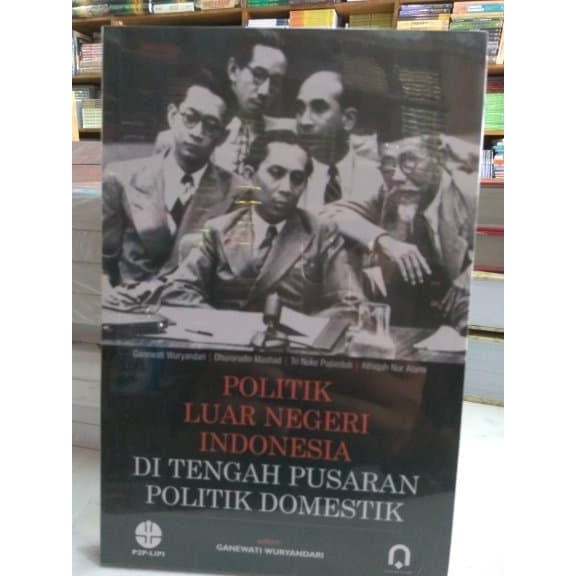 Ganewati Wuryandari | Dhurorudin Mashad | Tri Nuke Pudjiastuti | Athiqah Nur Alami
POLITIK
LUAR NEGERI
INDONESIA
DI TENGAH PUSARAN
POLITIK DOMESTIK
editor:
GANEWATI WURYANDARI
P2P-LIPI